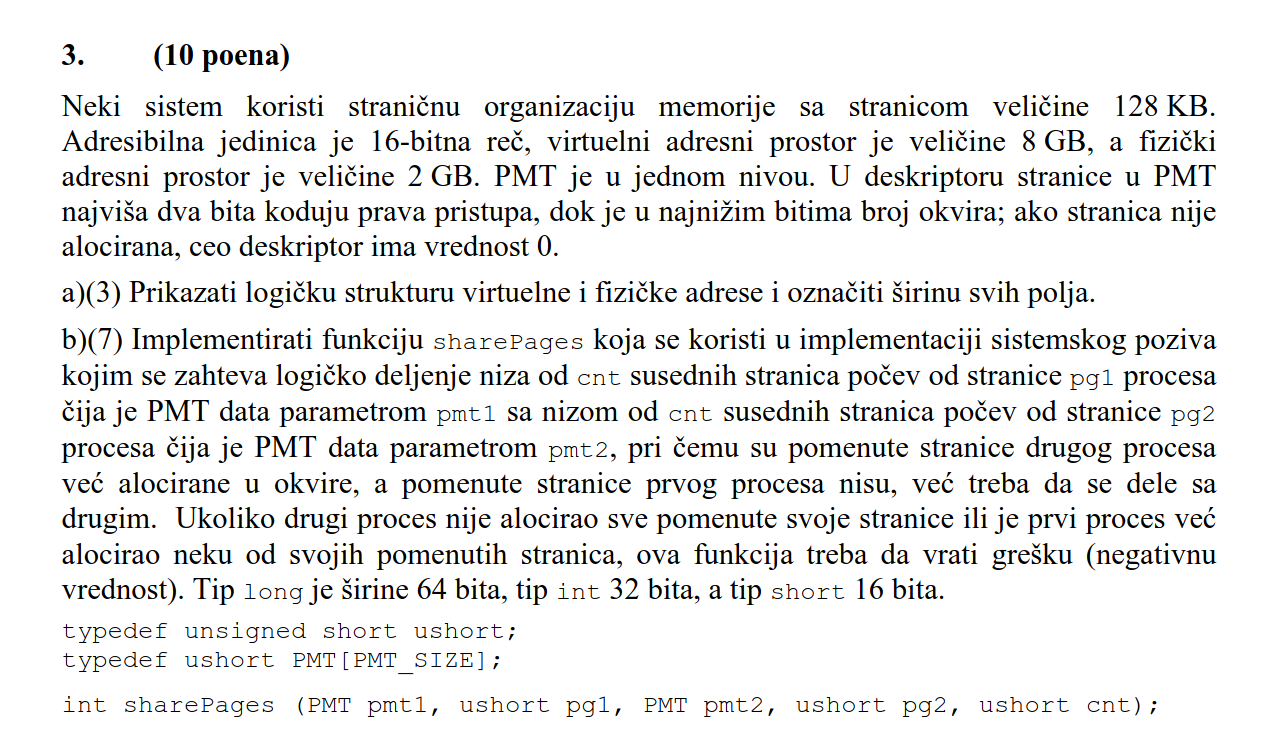 3. (10 poena)
Neki sistem koristi straničnu organizaciju memorije sa stranicom veličine 128 KB.
Adresibilna jedinica je 16-bitna reč, virtuelni adresni prostor je veličine 8 GB, a fizički
adresni prostor je veličine 2 GB. PMT je u jednom nivou. U deskriptoru stranice u PMT
najviša dva bita koduju prava pristupa, dok je u najnižim bitima broj okvira; ako stranica nije
alocirana, ceo deskriptor ima vrednost 0.
a)(3) Prikazati logičku strukturu virtuelne i fizičke adrese i označiti širinu svih polja.
b)(7) Implementirati funkciju sharePages koja se koristi u implementaciji sistemskog poziva
kojim se zahteva logičko deljenje niza od cnt susednih stranica počev od stranice pg1 procesa
čija je PMT data parametrom pmt1 sa nizom od cnt susednih stranica počev od stranice pg2
procesa čija je PMT data parametrom pmt2, pri čemu su pomenute stranice drugog procesa
već alocirane u okvire, a pomenute stranice prvog procesa nisu, već treba da se dele sa
drugim. Ukoliko drugi proces nije alocirao sve pomenute svoje stranice ili je prvi proces već
alocirao neku od svojih pomenutih stranica, ova funkcija treba da vrati grešku (negativnu
vrednost). Tip long je širine 64 bita, tip int 32 bita, a tip short 16 bita.
typedef unsigned short ushort;
typedef ushort PMT[PMT_SIZE];
int sharePages (PMT pmt1, ushort pg1, PMT pmt2, ushort pg2, ushort cnt);